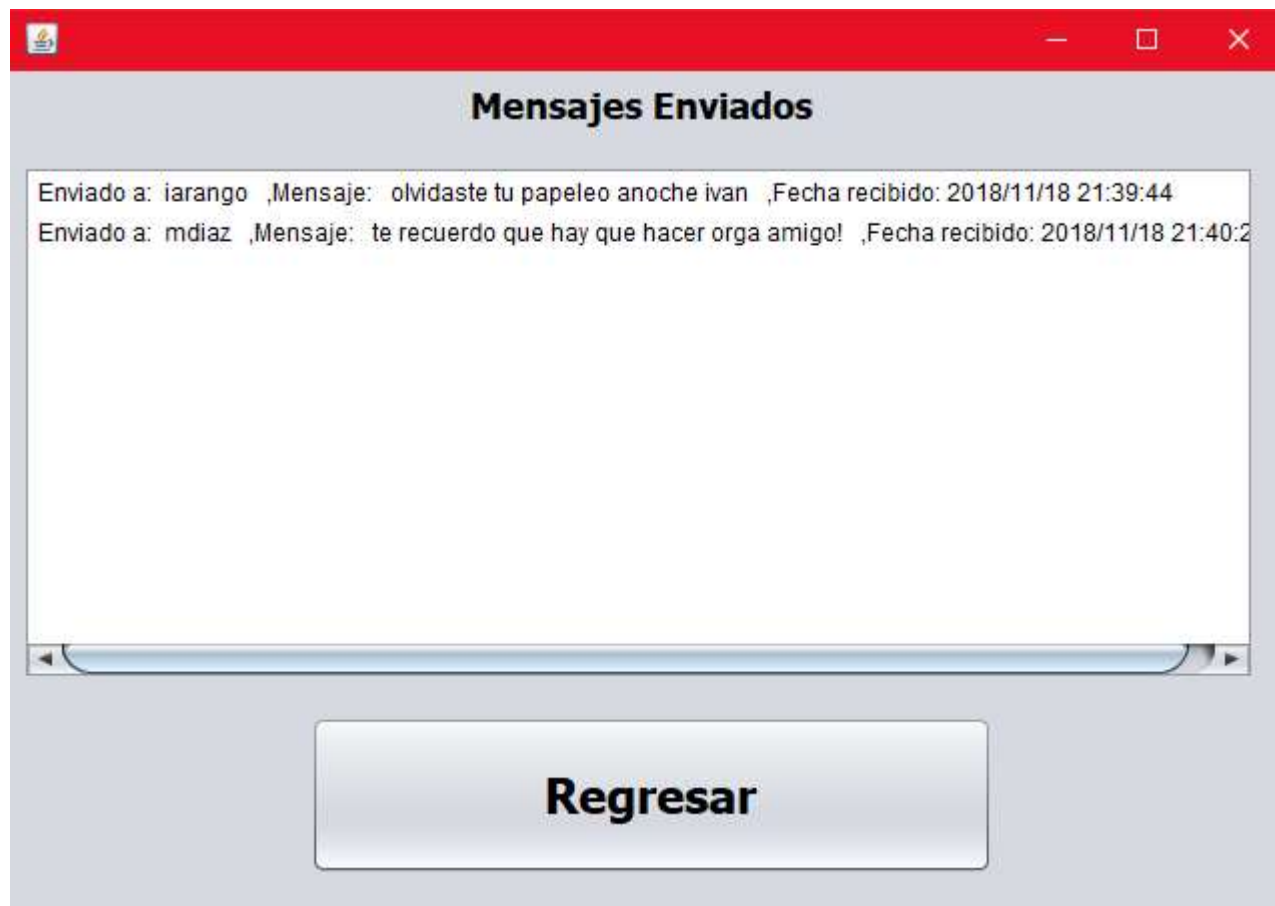 Mensajes Enviados
Enviado a:  iarango   ,Mensaje:   olvidaste tu papeleo anoche ivan   ,Fecha recibido: 2018/11/18 21:39:44
Enviado a:  mdiaz   ,Mensaje:   te recuerdo que hay que hacer orga amigo!   ,Fecha recibido: 2018/11/18 21:40:2
Regresar